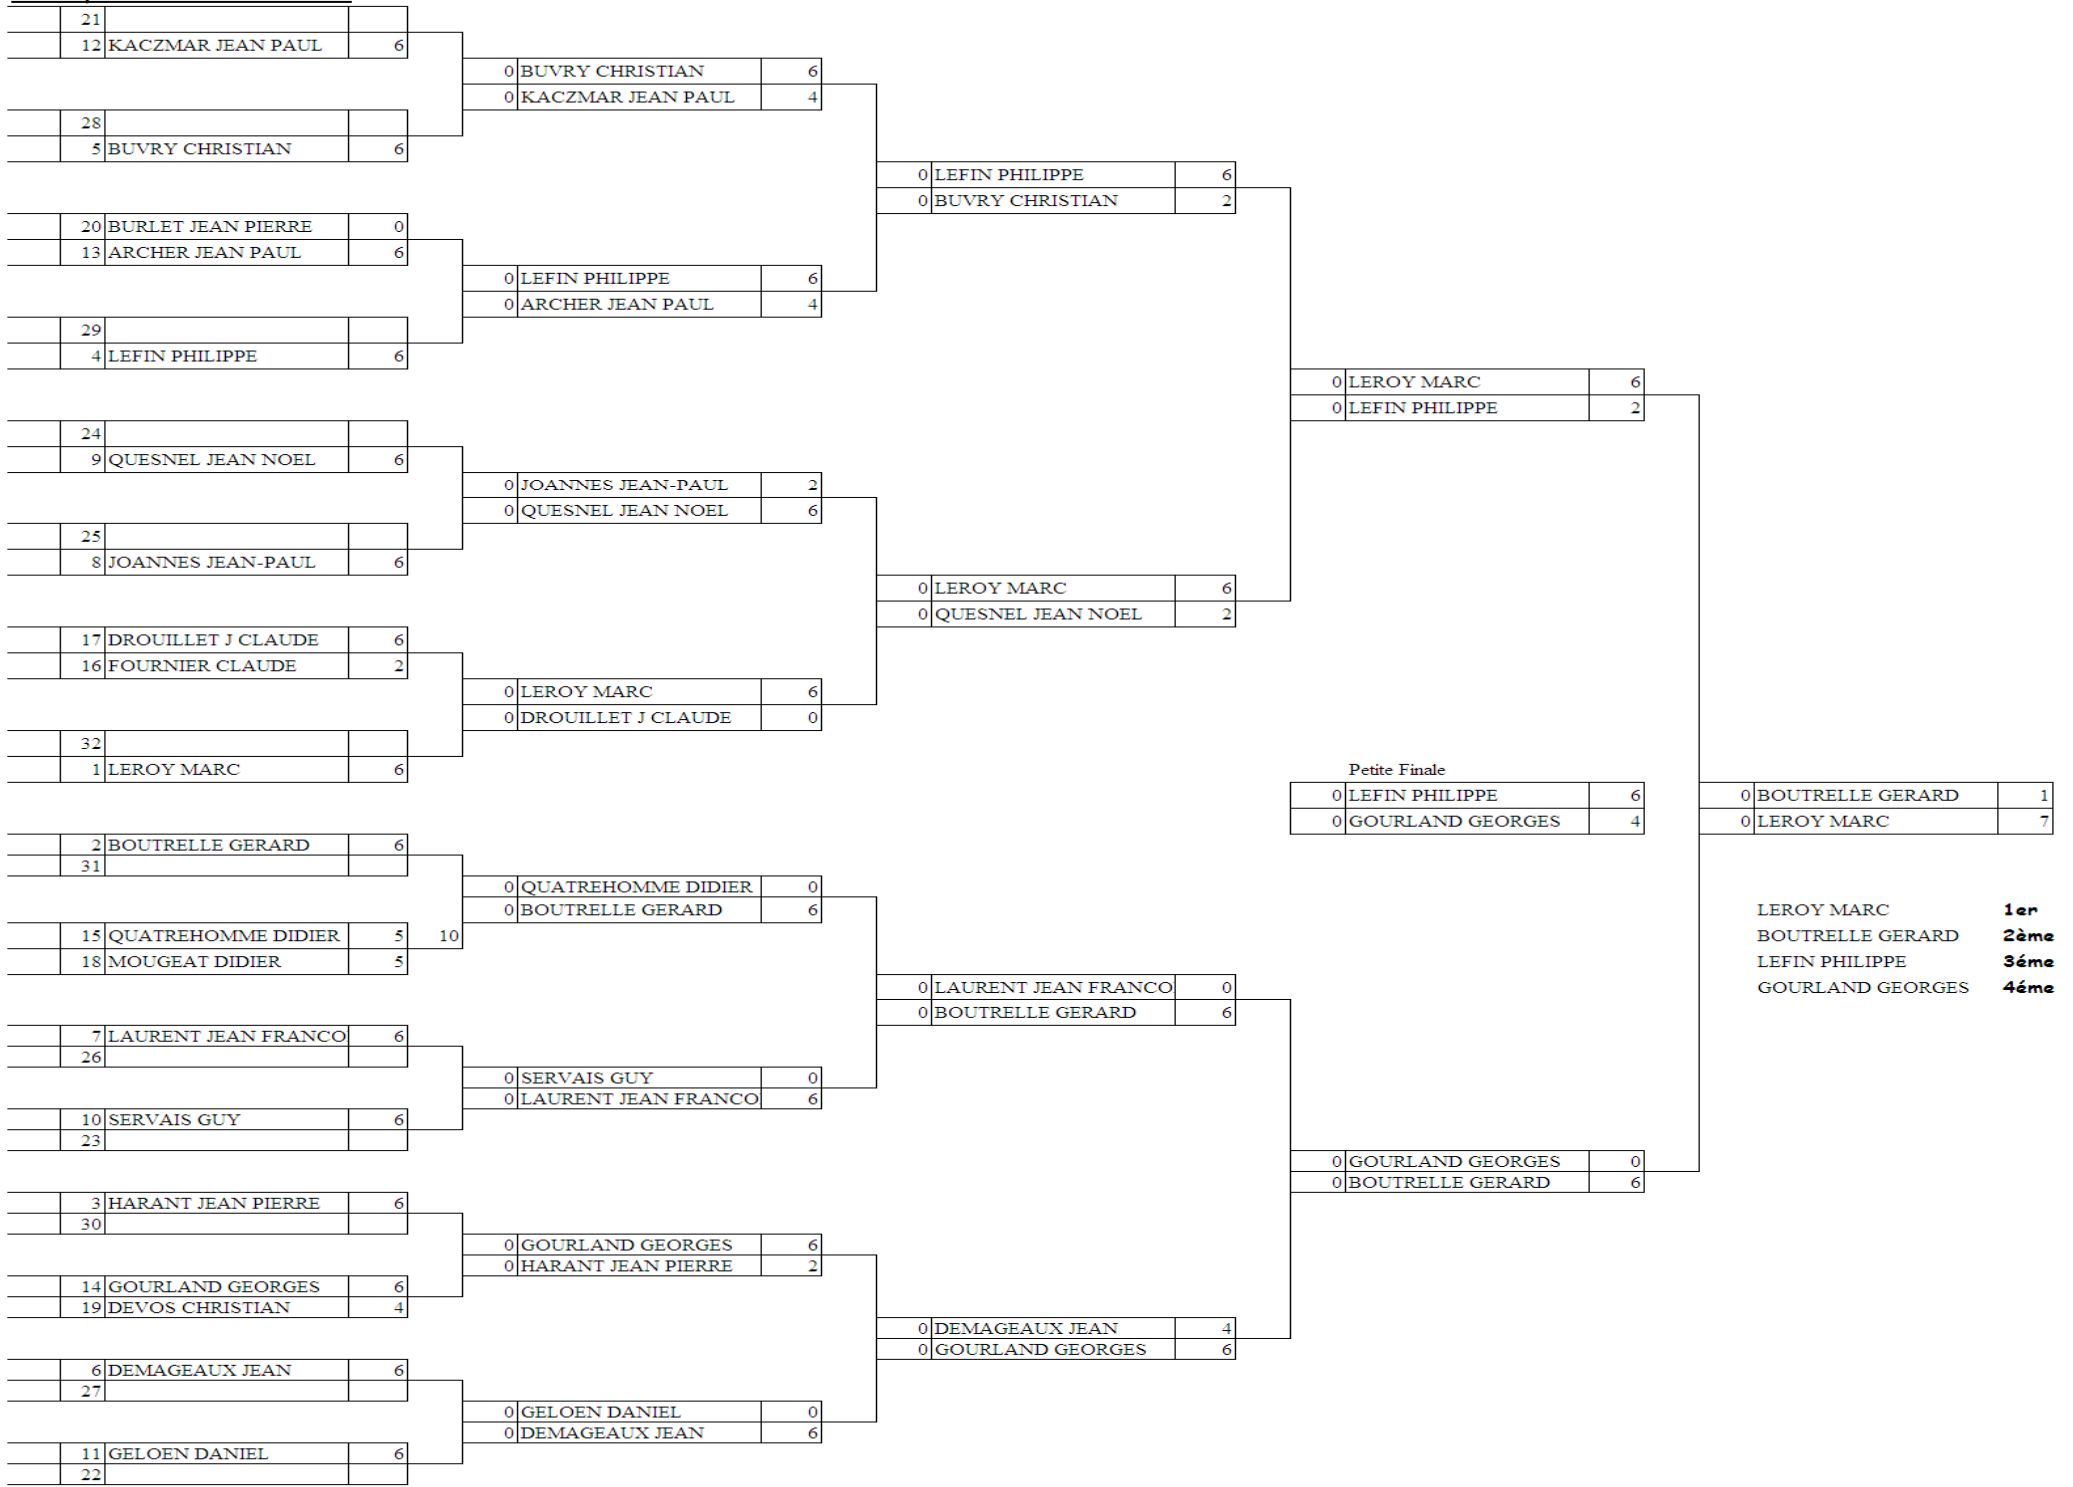 21
12 KACZMAR JEAN PAUL 6
28
5 BUVRY CHRISTIAN 6
20 BURLET JEAN PIERRE 0
13 ARCHER JEAN PAUL 6
29
4 LEFIN PHILIPPE 6
24
9 QUESNEL JEAN NOEL 6
25
8 JOANNES JEAN-PAUL 6
17 DROUILLET J CLAUDE 6
16 FOURNIER CLAUDE 2
32
1 LEROY MARC 6
2 BOUTRELLE GERARD 6
31
15 QUATREHOMME DIDIER 5 10
18 MOUGEAT DIDIER 5
7 LAURENT JEAN FRANCO 6
26
10 SERVAIS GUY 6
23
3 HARANT JEAN PIERRE 6
30
14 GOURLAND GEORGES 6
19 DEVOS CHRISTIAN 4
6 DEMAGEAUX JEAN 6
27
11 GELOEN DANIEL 6
22
0 BUVRY CHRISTIAN 6
0 KACZMAR JEAN PAUL 4
0 LEFIN PHILIPPE 6
0 ARCHER JEAN PAUL 4
0 JOANNES JEAN-PAUL 2
0 QUESNEL JEAN NOEL 6
0 LEROY MARC 6
0 DROUILLET J CLAUDE 0
0 QUATREHOMME DIDIER 0
0 BOUTRELLE GERARD 6
0 SERVAIS GUY 0
0 LAURENT JEAN FRANCO 6
0 GOURLAND GEORGES 6
0 HARANT JEAN PIERRE 2
0 GELOEN DANIEL 0
0 DEMAGEAUX JEAN 6
0 LEFIN PHILIPPE 6
0 BUVRY CHRISTIAN 2
0 LEROY MARC 6
0 QUESNEL JEAN NOEL 2
0 LAURENT JEAN FRANCO 0
0 BOUTRELLE GERARD 6
0 DEMAGEAUX JEAN 4
0 GOURLAND GEORGES 6
0 LEROY MARC 6
0 LEFIN PHILIPPE 2
Petite Finale
0 LEFIN PHILIPPE 6
0 GOURLAND GEORGES 4
0 GOURLAND GEORGES 0
0 BOUTRELLE GERARD 6
0 BOUTRELLE GERARD 1
0 LEROY MARC 7
LEROY MARC 1er
BOUTRELLE GERARD 2ème
LEFIN PHILIPPE 3éme
GOURLAND GEORGES 4éme